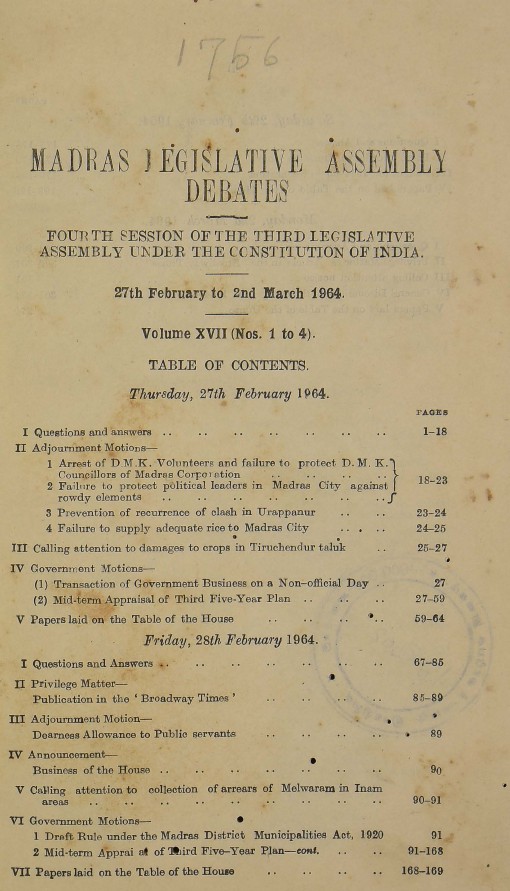 1756
MADRAS LEGISLATIVE ASSEMBLY
DEBATES
FOURTH SESSION OF THE THIRD LEGISLATIVE
ASSEMBLY UNDER THE CONSTITUTION OF INDIA.
27th February to 2nd March 1964.
Volume XVII (Nos. 1 to 4).
TABLE OF CONTENTS.
Thursday, 27th February 1964.
PAGES
I Questions and answers .. .. .. .. .. .. .. 1-18
II Adjournment Motions—
1 Arrest of D.M.K. Volunteers and failure to protect D. M. K.
Councillors of Madras Corporation .. .. .. ..
2 Failure to protect political leaders in Madras City against
rowdy elements .. .. .. .. .. .. ..
18-23
3 Prevention of recurrence of clash in Urappanur .. .. 23-24
4 Failure to supply adequate rice to Madras City .. .. 24-25
III Calling attention to damages to crops in Tiruchendur taluk .. 25-27
IV Government Motions—
(1) Transaction of Government Business on a Non-official Day .. 27
(2) Mid-term Appraisal of Third Five-Year Plan .. .. .. 27-59
V Papers laid on the Table of the House .. .. .. .. 59-64
Friday, 28th February 1964.
I Questions and Answers .. .. .. .. .. .. .. 67-85
II Privilege Matter—
Publication in the ' Broadway Times ' .. .. .. .. 85-89
III Adjournment Motion—
Dearness Allowance to Public servants .. .. .. .. 89
IV Announcement—
Business of the House .. .. .. .. .. .. .. 90
V Calling attention to collection of arrears of Melwaram in Inam
areas .. .. .. .. .. .. .. .. .. 90-91
VI Government Motions—
1 Draft Rule under the Madras District Municipalities Act, 1920 91
2 Mid-term Apprai al of Third Five-Year Plan—cont. .. .. 91-168
VII Papers laid on the Table of the House .. .. .. .. 168-169